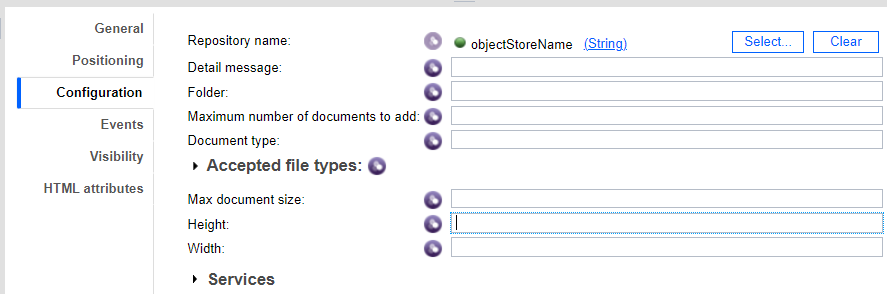 General
Positioning
Configuration
Events
Visibility
HTML attributes
Repository name: objectStoreName (String) Select... Clear
Detail message:
Folder:
Maximum number of documents to add:
Document type:
Accepted file types:
Max document size:
Height:
Width:
Services